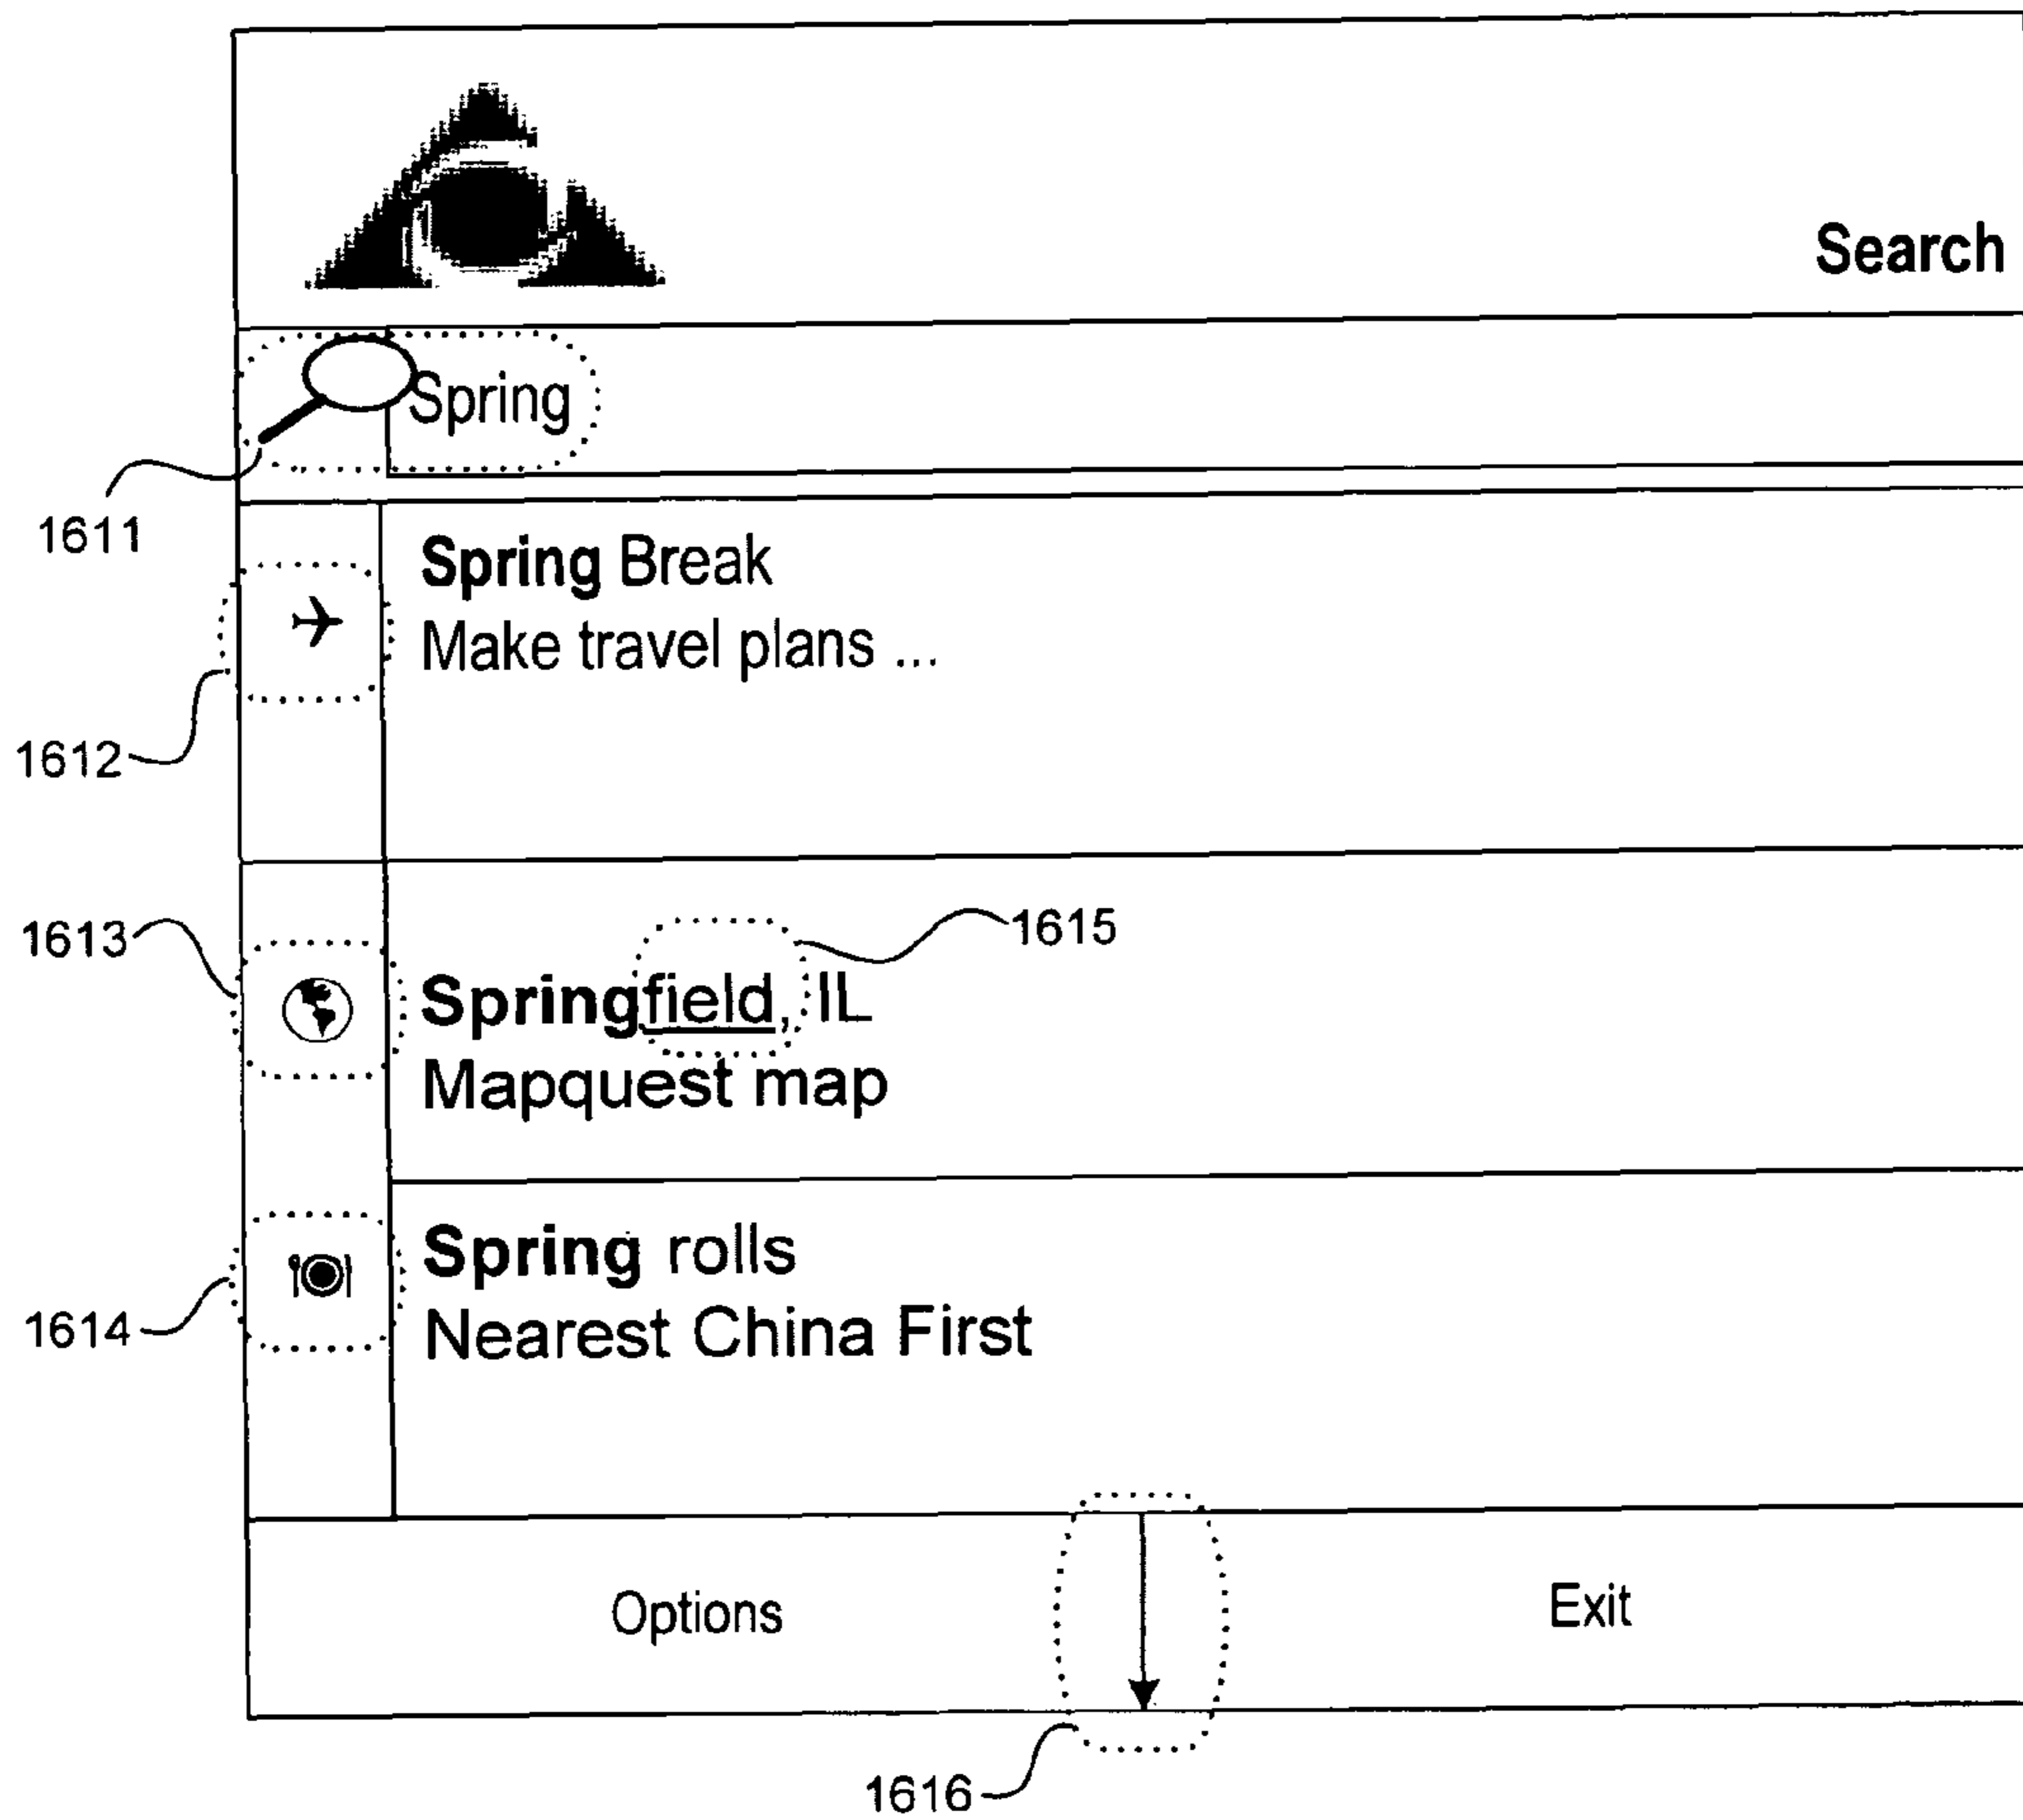 Search
Spring
1611
Spring Break
Make travel plans ...
1612
1613
1615
Springfield, IL
Mapquest map
Spring rolls
Nearest China First
1614
Options
Exit
1616